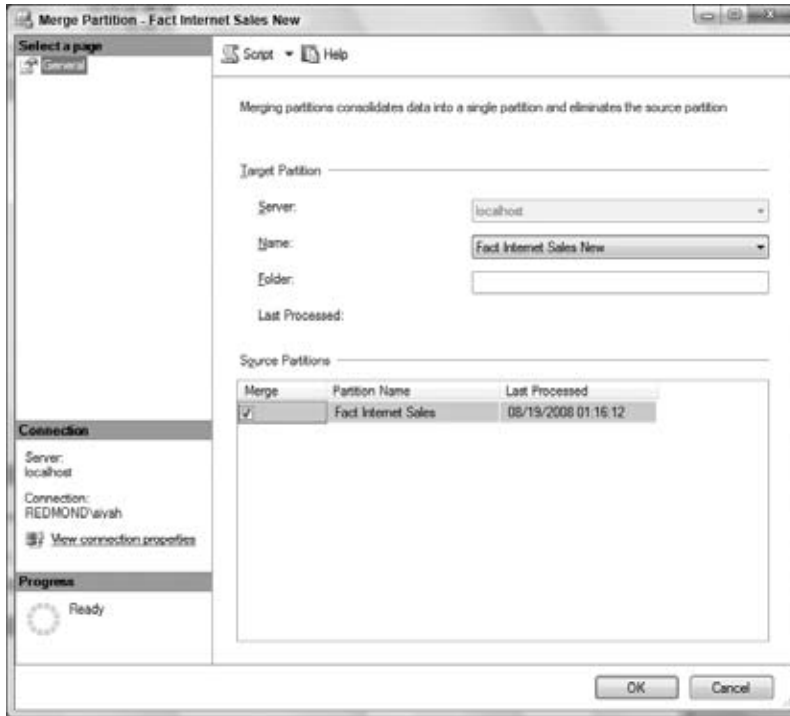 Merge Partition - Fact Internet Sales New
Select a page
General
Script Help
Merging partitions consolidates data into a single partition and eliminates the source partition
Target Partition
Server: localhost
Name: Fact Internet Sales New
Folder:
Last Processed:
Source Partitions
Merge Partition Name Last Processed
Fact Internet Sales 08/19/2008 01:16:12
Connection
Server:
localhost
Connection:
REDMOND\sivah
View connection properties
Progress
Ready
OK Cancel